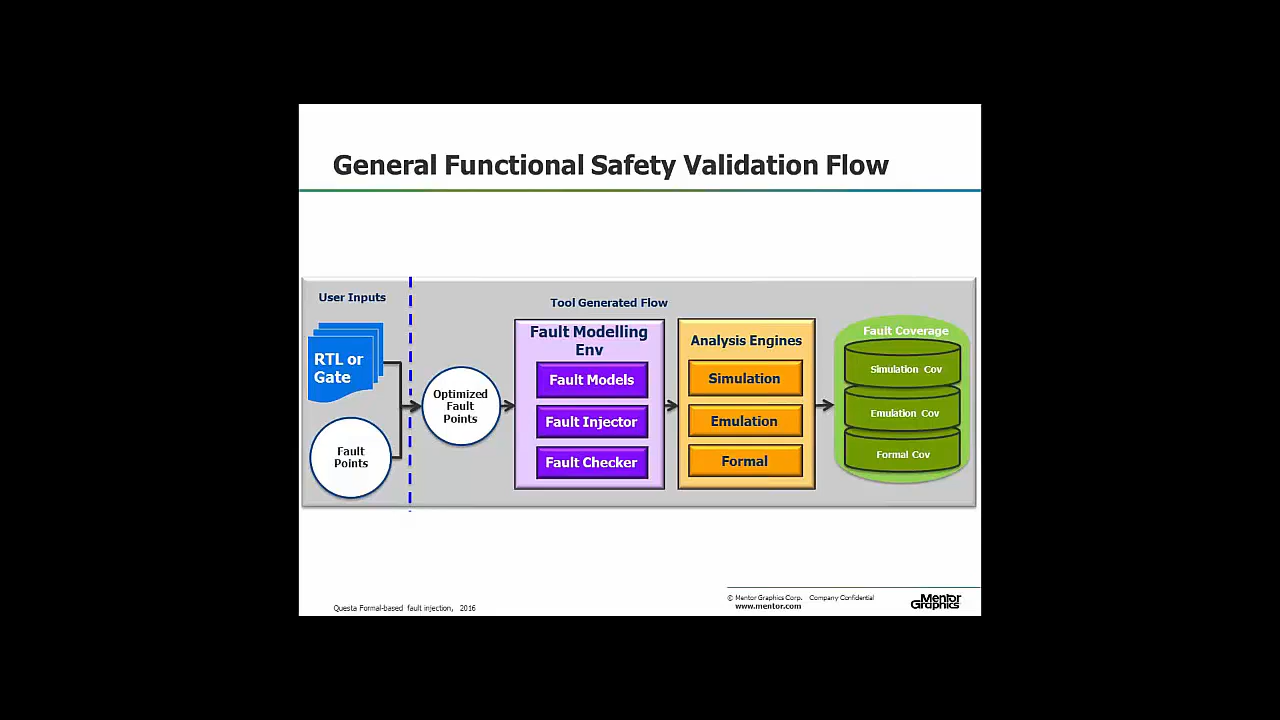 General Functional Safety Validation Flow
User Inputs
Tool Generated Flow
RTL or
Gate
Fault
Points
Optimized
Fault
Points
Fault Modelling
Env
Fault Models
Fault Injector
Fault Checker
Analysis Engines
Simulation
Emulation
Formal
Fault Coverage
Simulation Cov
Emulation Cov
Formal Cov
Questa Formal-based fault injection, 2016
© Mentor Graphics Corp. Company Confidential
www.mentor.com
Mentor
Graphics